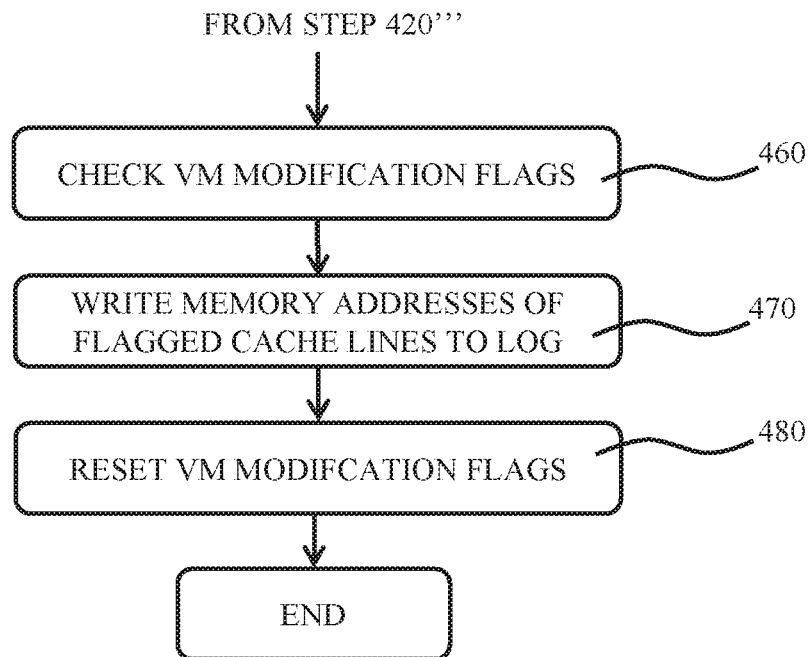 FROM STEP 420’’’
CHECK VM MODIFICATION FLAGS
460
WRITE MEMORY ADDRESSES OF
FLAGGED CACHE LINES TO LOG
470
RESET VM MODIFCATION FLAGS
480
END